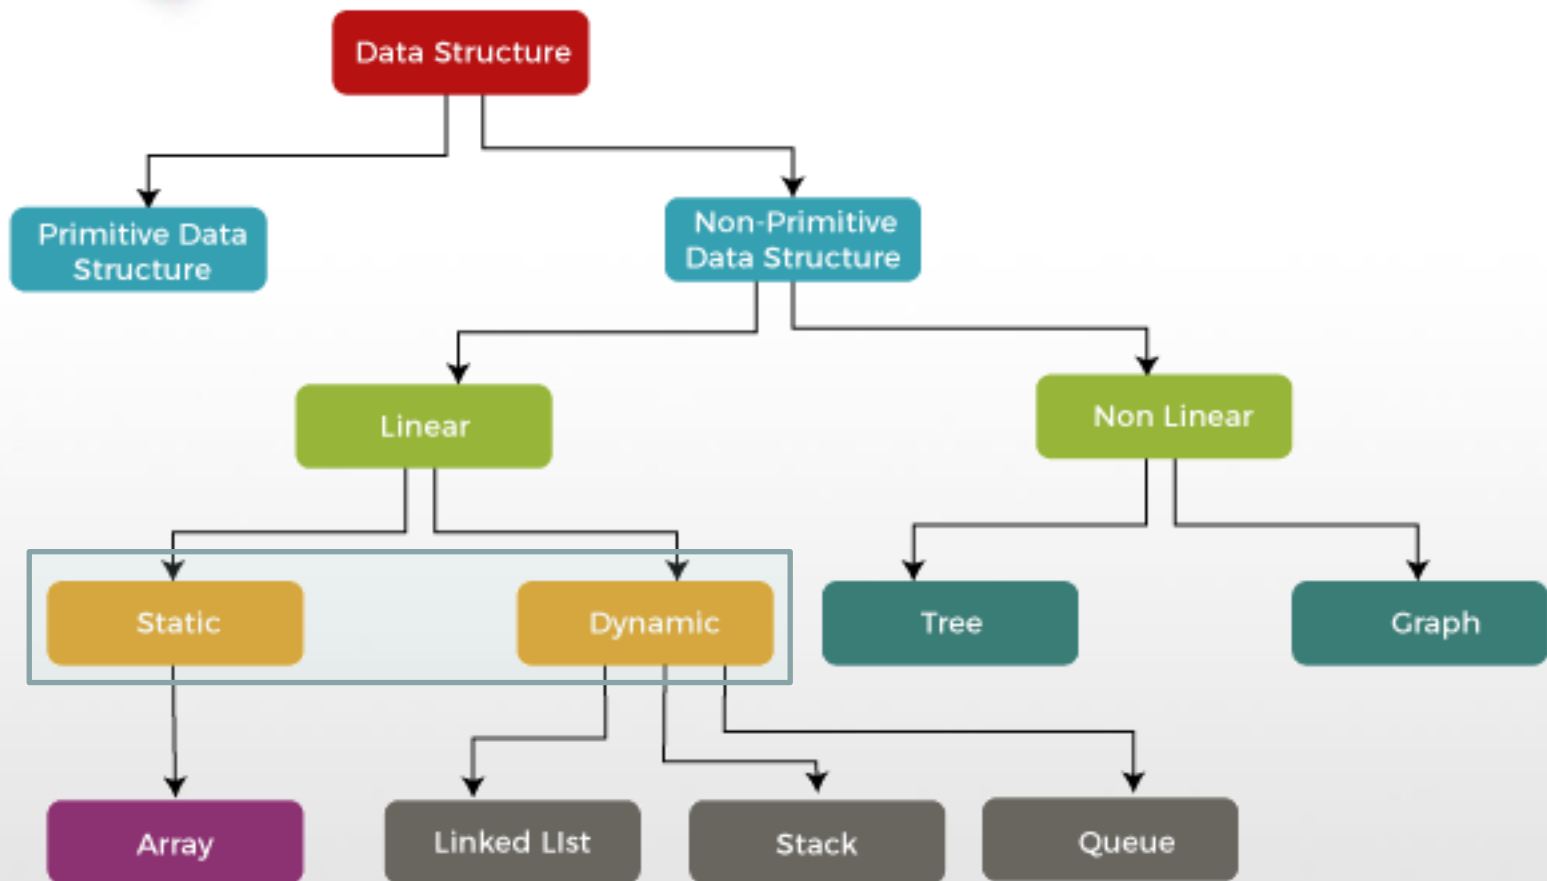 Data Structure
Primitive Data
Structure
Non-Primitive
Data Structure
Linear
Non Linear
Static
Dynamic
Tree
Graph
Array
Linked LIst
Stack
Queue